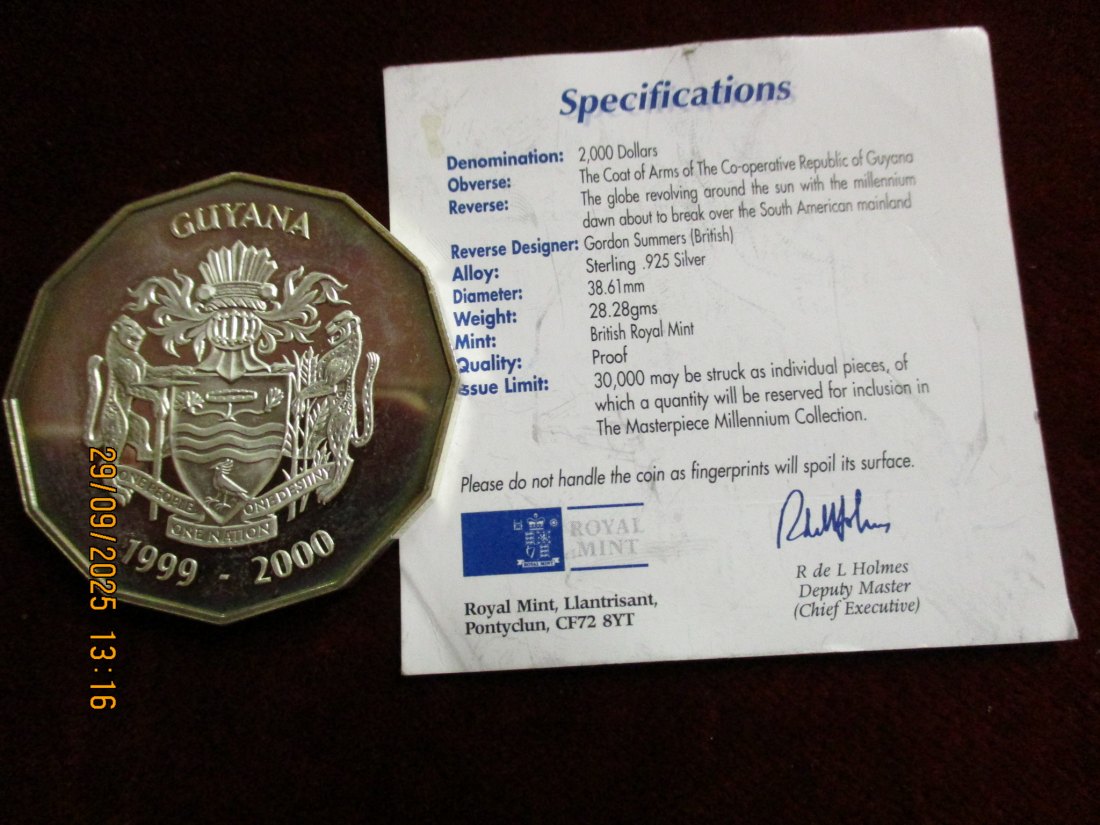 GUYANA
ONE PEOPLE
ONE NATION
ONE DESTINY
1999 - 2000
Specifications
Denomination: 2,000 Dollars
Obverse: The Coat of Arms of The Co-operative Republic of Guyana
Reverse: The globe revolving around the sun with the millennium
dawn about to break over the South American mainland
Reverse Designer: Gordon Summers (British)
Alloy: Sterling .925 Silver
Diameter: 38.61mm
Weight: 28.28gms
Mint: British Royal Mint
Quality: Proof
ssue Limit: 30,000 may be struck as individual pieces, of
which a quantity will be reserved for inclusion in
The Masterpiece Millennium Collection.
Please do not handle the coin as fingerprints will spoil its surface.
ROYAL MINT
ROYAL
MINT
Royal Mint, Llantrisant,
Pontyclun, CF72 8YT
R de L Holmes
Deputy Master
(Chief Executive)
29/09/2025 13:16